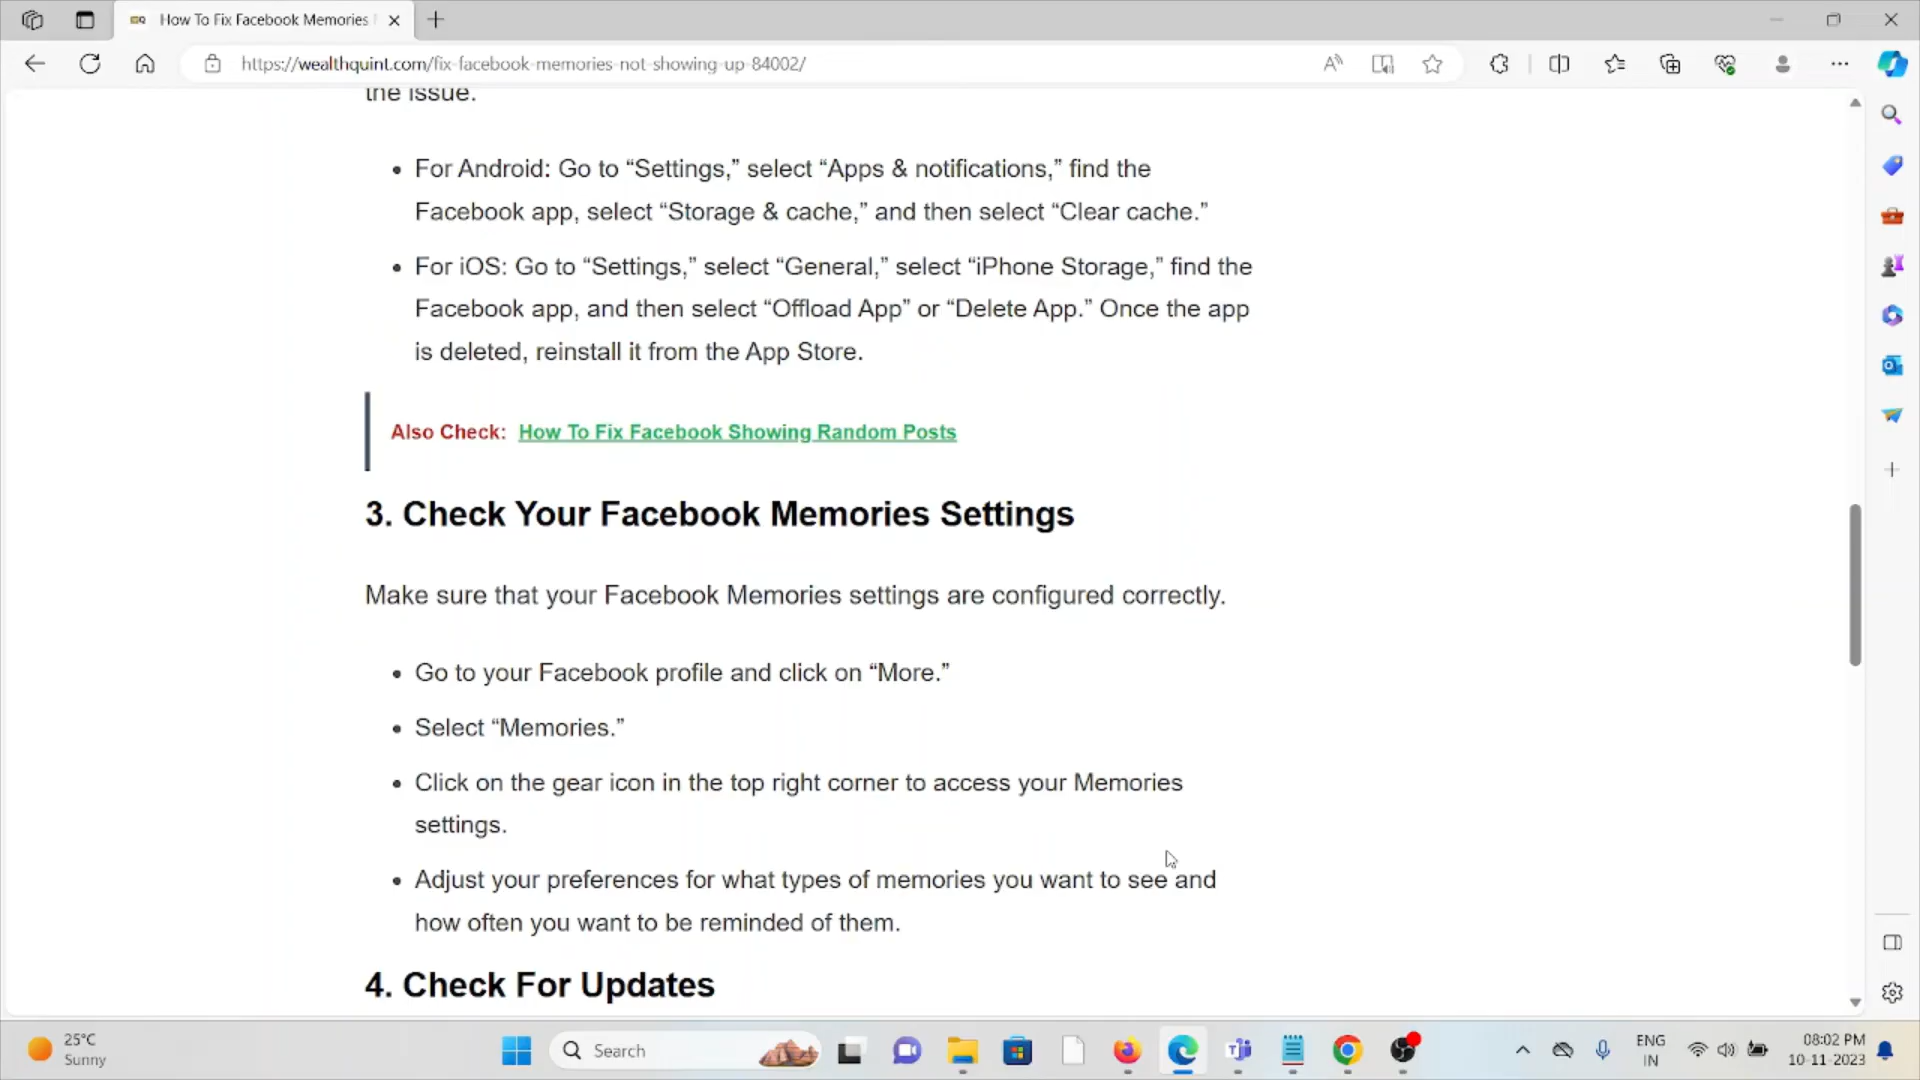 How To Fix Facebook Memories
https://wealthquint.com/fix-facebook-memories-not-showing-up-84002/
the issue.
• For Android: Go to “Settings,” select “Apps & notifications,” find the
Facebook app, select “Storage & cache,” and then select “Clear cache.”
• For iOS: Go to “Settings,” select “General,” select “iPhone Storage,” find the
Facebook app, and then select “Offload App” or “Delete App.” Once the app
is deleted, reinstall it from the App Store.
Also Check: How To Fix Facebook Showing Random Posts
3. Check Your Facebook Memories Settings
Make sure that your Facebook Memories settings are configured correctly.
• Go to your Facebook profile and click on “More.”
• Select “Memories.”
• Click on the gear icon in the top right corner to access your Memories
settings.
• Adjust your preferences for what types of memories you want to see and
how often you want to be reminded of them.
4. Check For Updates
25°C
Sunny
Search
ENG
IN
08:02 PM
10-11-2023